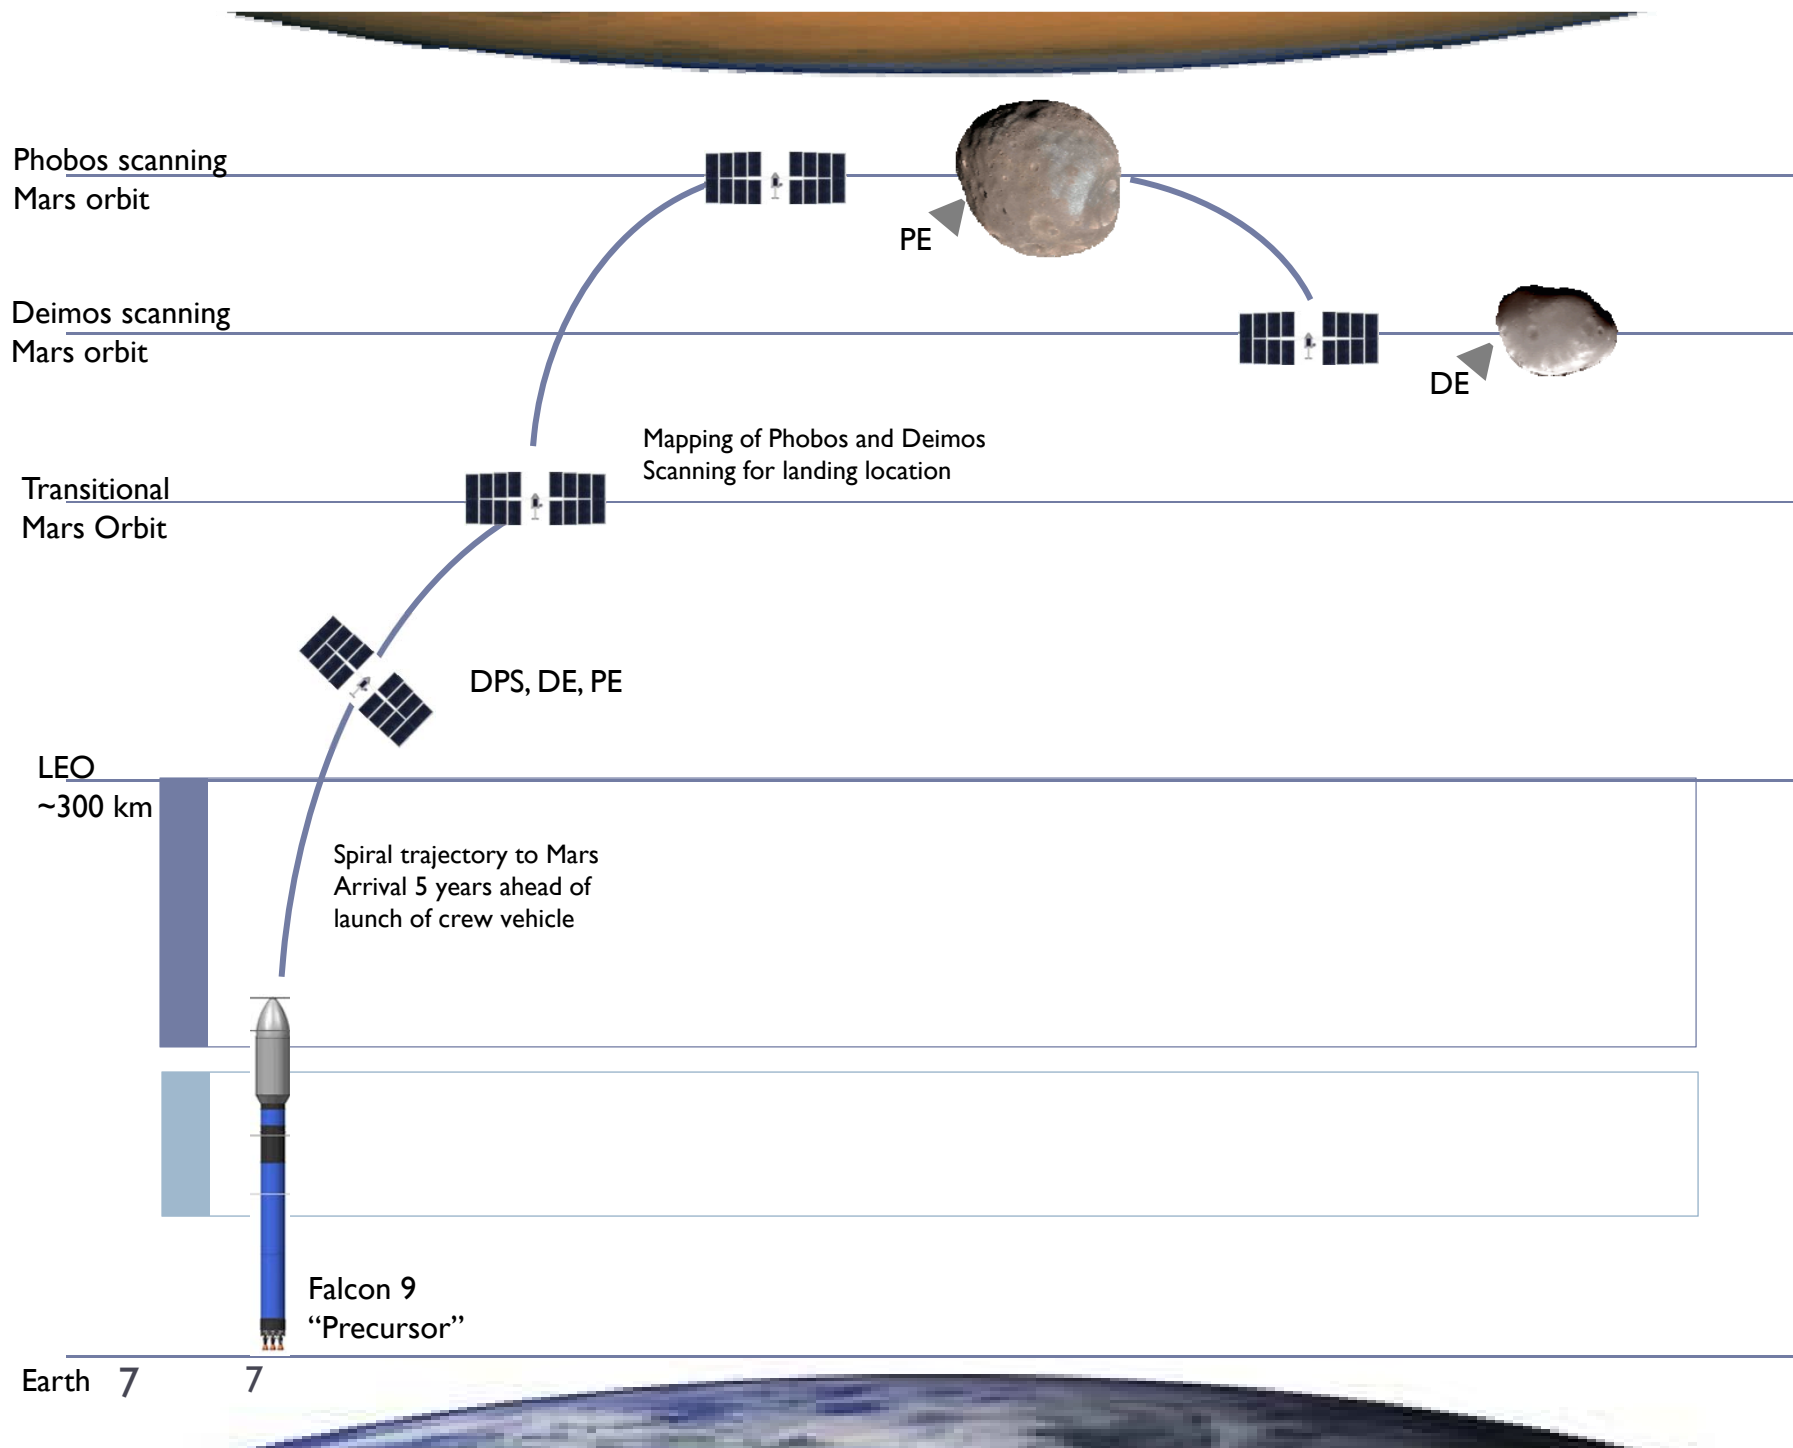 Phobos scanning
Mars orbit
PE
Deimos scanning
Mars orbit
DE
Mapping of Phobos and Deimos
Scanning for landing location
Transitional
Mars Orbit
DPS, DE, PE
LEO
~300 km
Spiral trajectory to Mars
Arrival 5 years ahead of
launch of crew vehicle
Falcon 9
“Precursor”
Earth 7 7